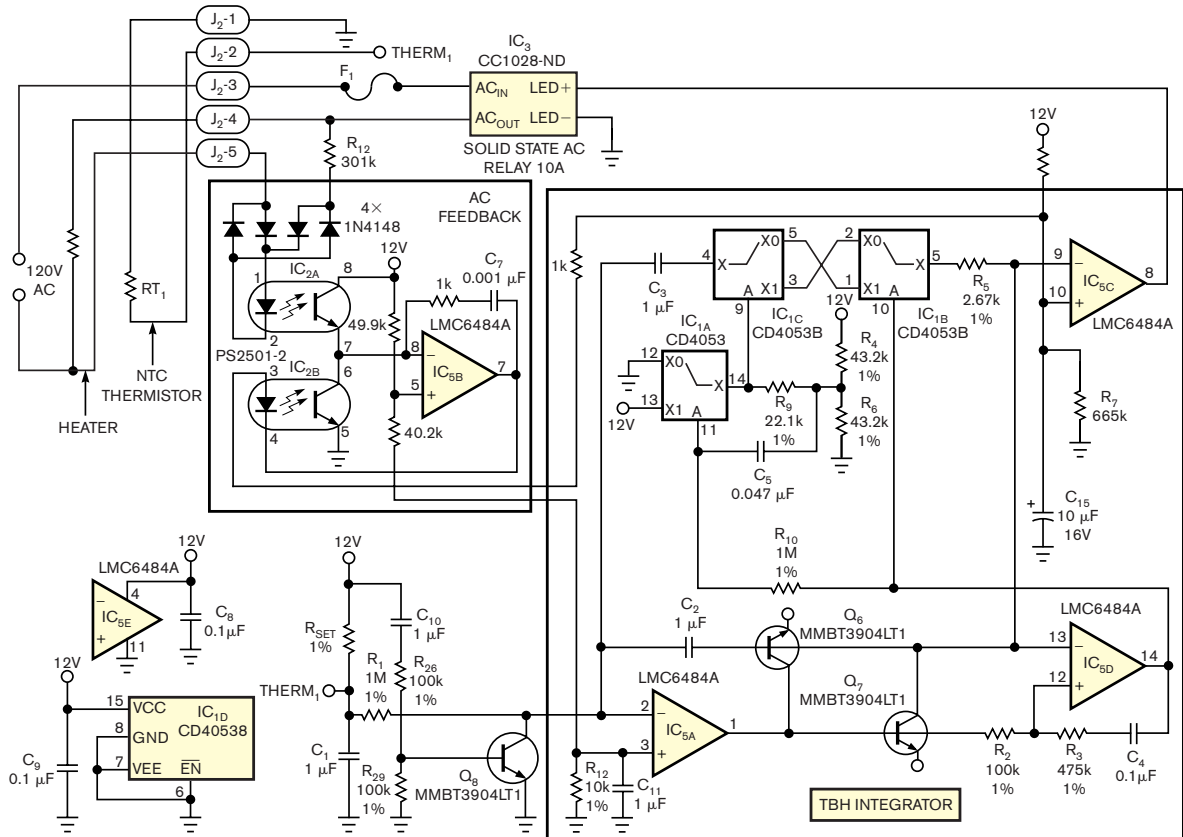 J2-1
J2-2
THERM1
J2-3
F1
J2-4
J2-5
IC3
CC1028-ND
ACIN LED+
ACOUT LED−
SOLID STATE AC
RELAY 10A
R12
301k
12V
AC
FEEDBACK
4×
1N4148
120V
AC
RT1
NTC
THERMISTOR
HEATER
IC2A
1
2
8
7
PS2501-2
IC2B
3
4
6
5
12V
49.9k
40.2k
1k
C7
0.001 µF
LMC6484A
8
−
5
+
IC5B
7
1k
C3
1 µF
4
X
X0
X1
A
5
3
9
IC1C
CD4053B
2
1
X0
X1
X
A
5
10
IC1B
CD4053B
R5
2.67k
1%
9
−
10
+
IC5C
8
LMC6484A
IC1A
CD4053
12
X0
X
14
13
X1
A
11
12V
R9
22.1k
1%
C5
0.047 µF
12V
R4
43.2k
1%
R6
43.2k
1%
R7
665k
+
C15
10 µF
16V
R10
1M
1%
LMC6484A
4
−
IC5E
+
11
12V
C8
0.1µF
12V
15
VCC
IC1D
CD40538
8
GND
7
VEE
EN
6
C9
0.1 µF
12V
RSET
1%
THERM1
R1
1M
1%
C1
1 µF
C10
1 µF
R26
100k
1%
R29
100k
1%
Q8
MMBT3904LT1
C2
1 µF
Q6
MMBT3904LT1
Q7
MMBT3904LT1
LMC6484A
2
−
3
+
IC5A
1
R12
10k
1%
C11
1 µF
LMC6484A
13
−
12
+
IC5D
14
R2
100k
1%
R3
475k
1%
C4
0.1µF
TBH INTEGRATOR